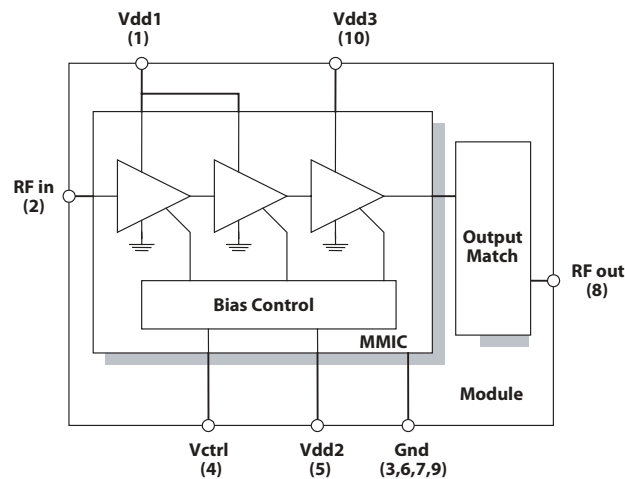 Vdd1
(1)
Vdd3
(10)
RF in
(2)
Output
Match
RF out
(8)
Bias Control
MMIC
Module
Vctrl
(4)
Vdd2
(5)
Gnd
(3,6,7,9)